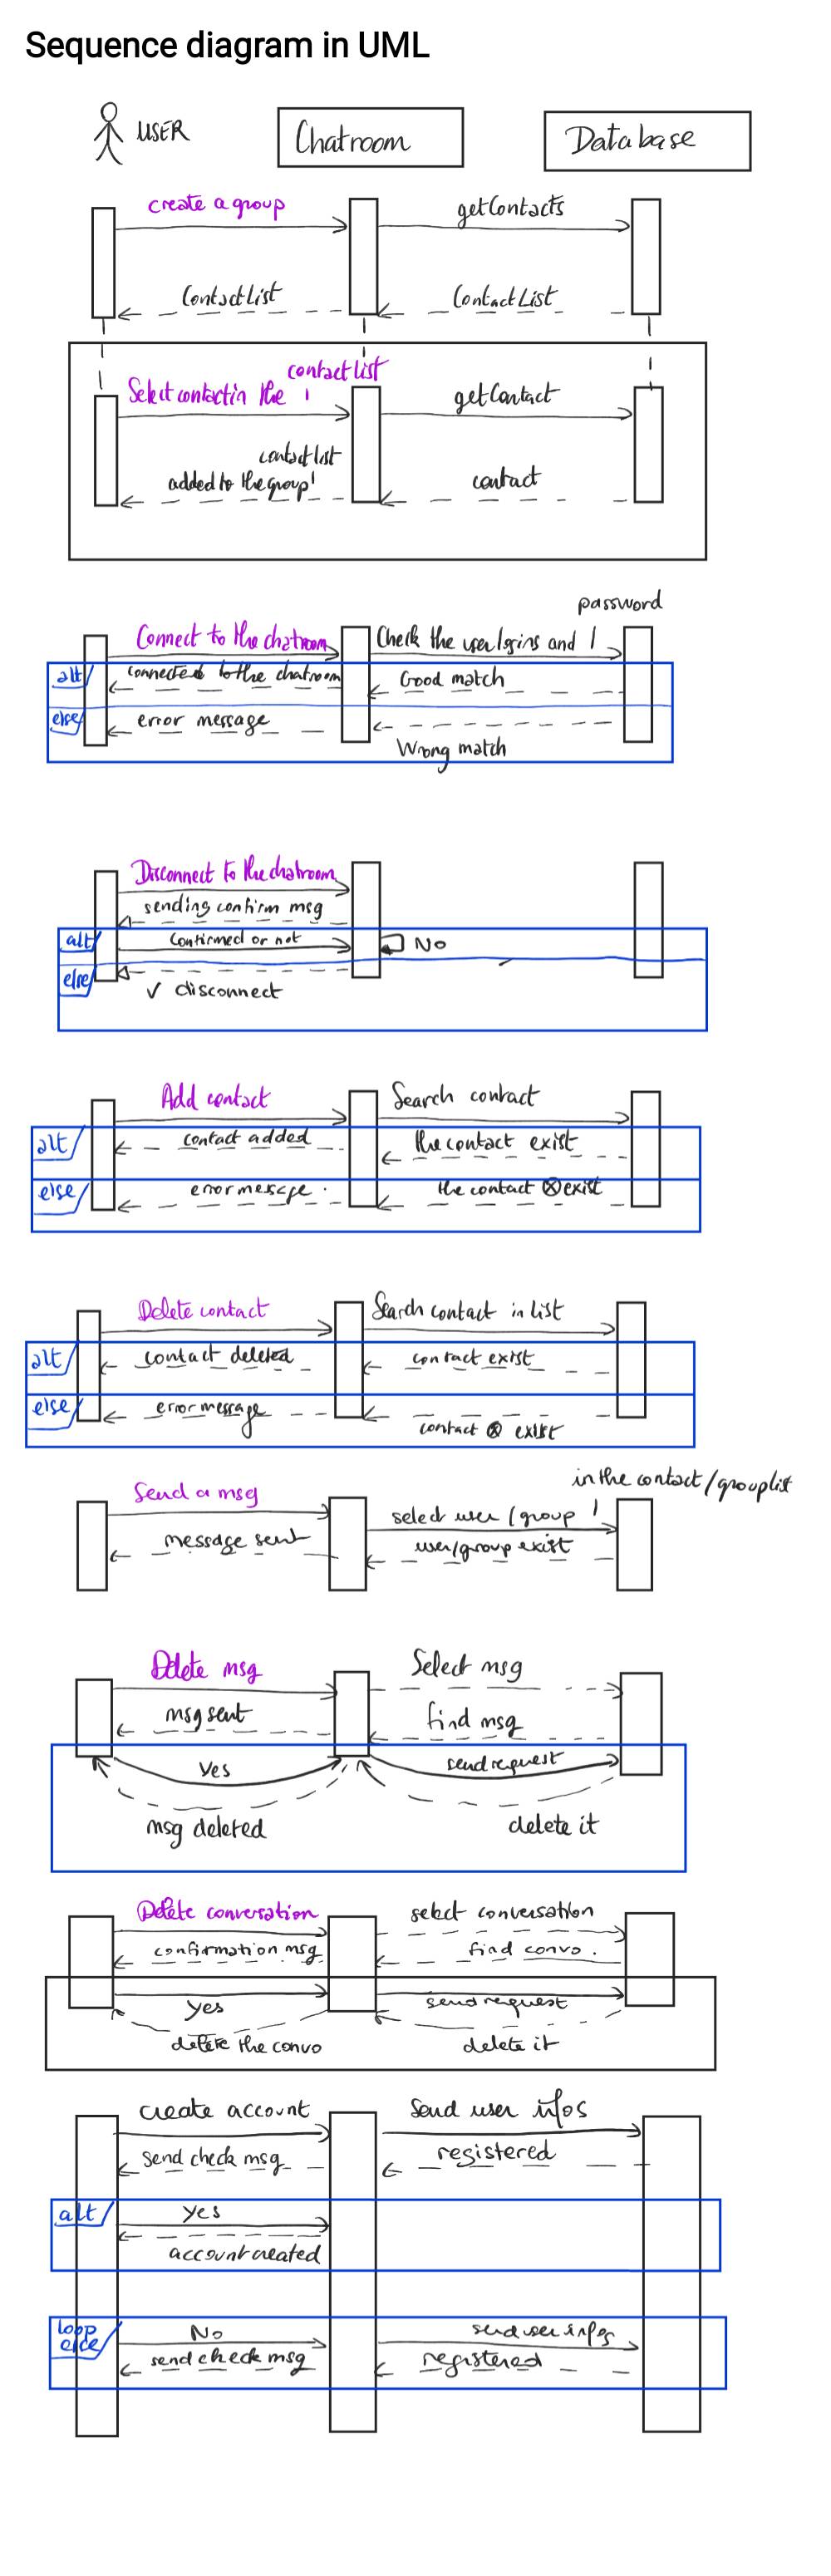 Sequence diagram in UML
USER
Chatroom
Database
create a group
getContacts
ContactList
ContactList
contact list
Select contact in the
getContact
contact list
added to the group
contact
password
Connect to the chatroom
Check the user logins and
alt
connected to the chatroom
Good match
else
error message
Wrong match
Disconnect to the chatroom
sending confirm msg
alt
Confirmed or not
No
else
✓ disconnect
Add contact
Search contact
alt
contact added
the contact exist
else
error message
the contact ⊗ exist
Delete contact
Search contact in list
alt
contact deleted
contact exist
else
error message
contact ⊗ exist
in the contact/grouplist
Send a msg
select user/group
message sent
user/group exist
Delete msg
Select msg
msg sent
find msg
Yes
send request
msg deleted
delete it
Delete conversation
select conversation
confirmation msg
find convo.
yes
send request
delete the convo
delete it
create account
Send user infos
send check msg
registered
alt
yes
account created
loop
else
No
send user infos
send check msg
registered